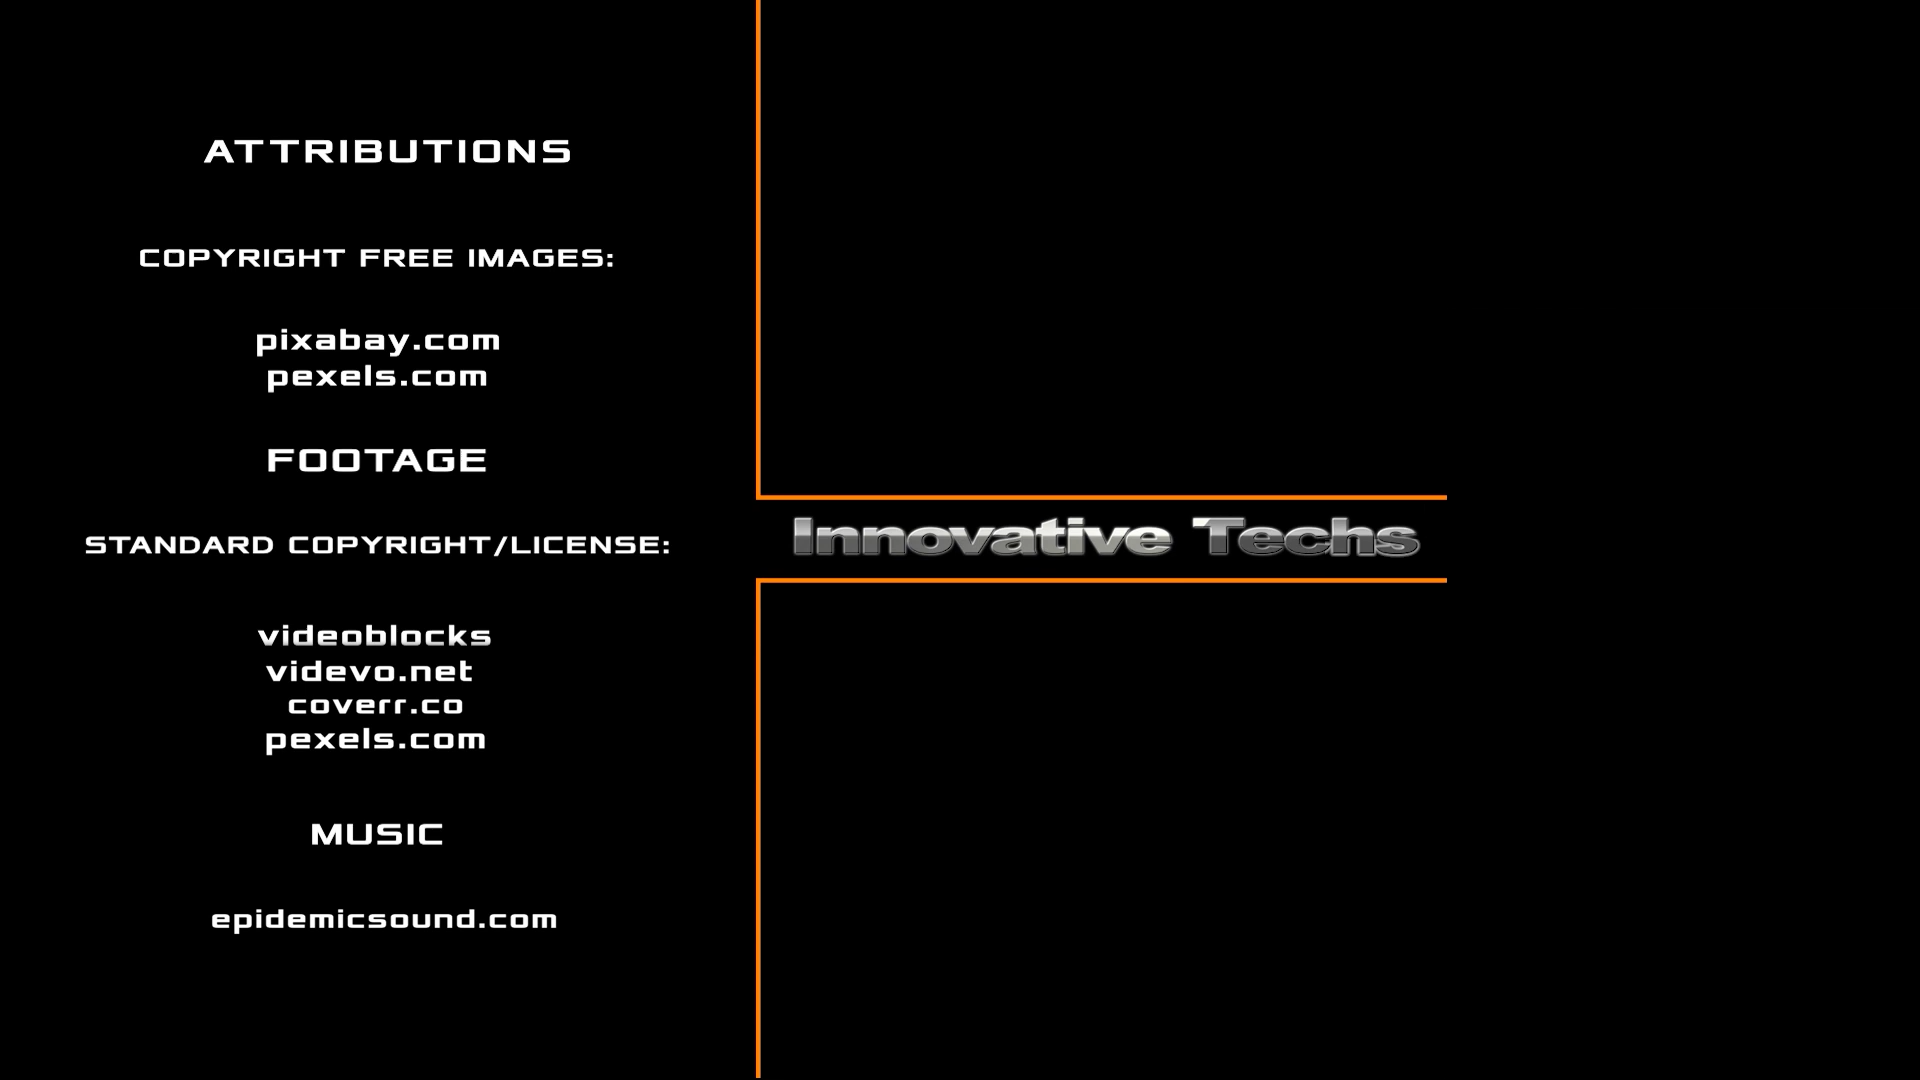 ATTRIBUTIONS
COPYRIGHT FREE IMAGES:
pixabay.com
pexels.com
FOOTAGE
STANDARD COPYRIGHT/LICENSE:
videoblocks
videvo.net
coverr.co
pexels.com
MUSIC
epidemicsound.com
Innovative Techs